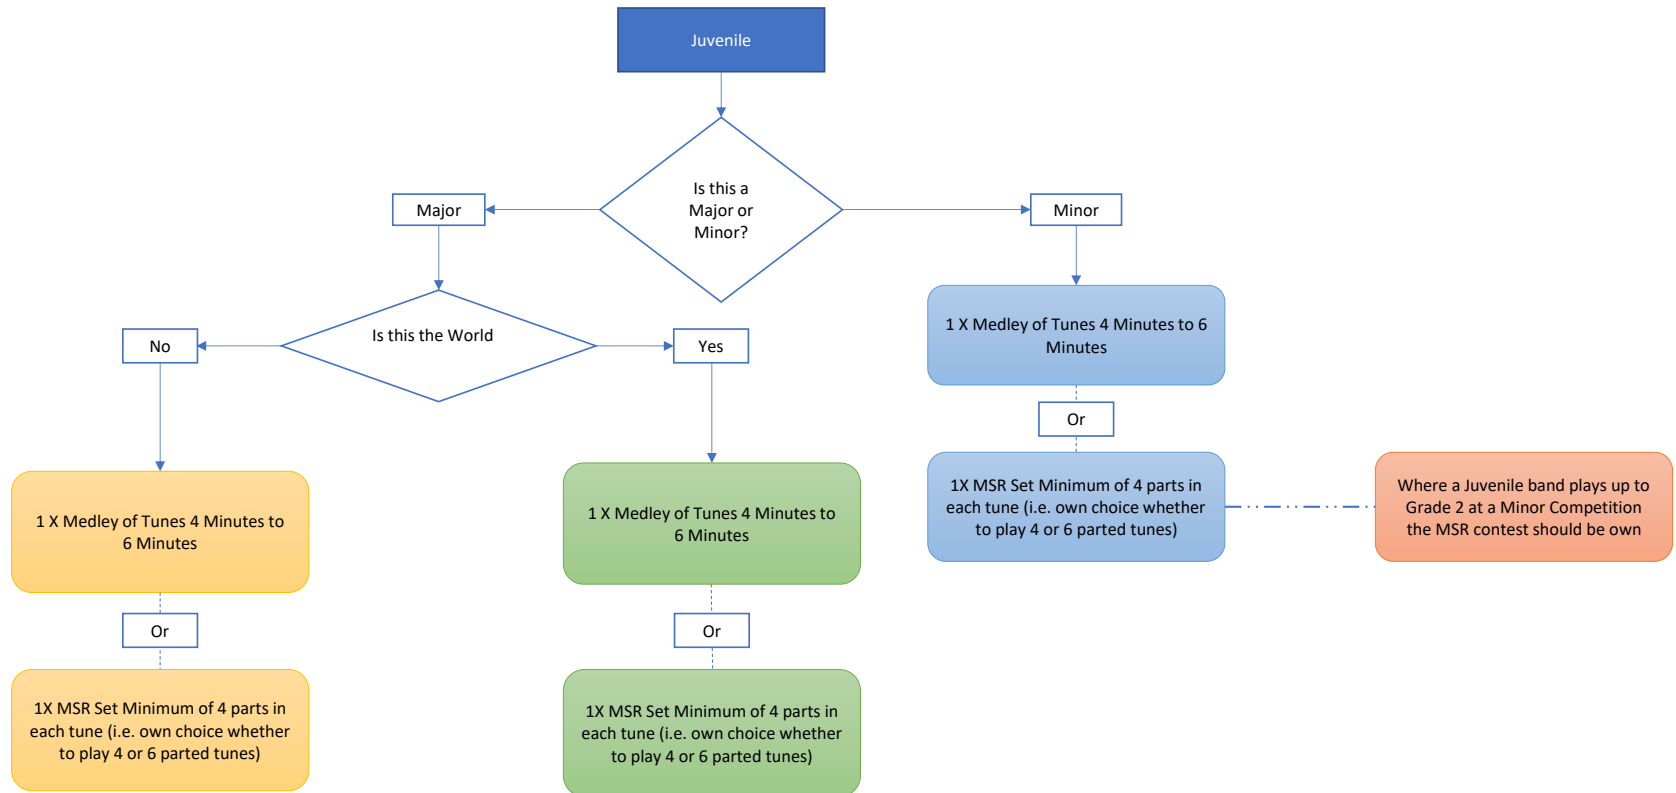 Juvenile
Is this a
Major or
Minor?
Major
Minor
Is this the World
No
Yes
1 X Medley of Tunes 4 Minutes to 6
Minutes
Or
1X MSR Set Minimum of 4 parts in
each tune (i.e. own choice whether
to play 4 or 6 parted tunes)
Where a Juvenile band plays up to
Grade 2 at a Minor Competition
the MSR contest should be own
1 X Medley of Tunes 4 Minutes to
6 Minutes
Or
1X MSR Set Minimum of 4 parts in
each tune (i.e. own choice whether
to play 4 or 6 parted tunes)
1 X Medley of Tunes 4 Minutes to
6 Minutes
Or
1X MSR Set Minimum of 4 parts in
each tune (i.e. own choice whether
to play 4 or 6 parted tunes)